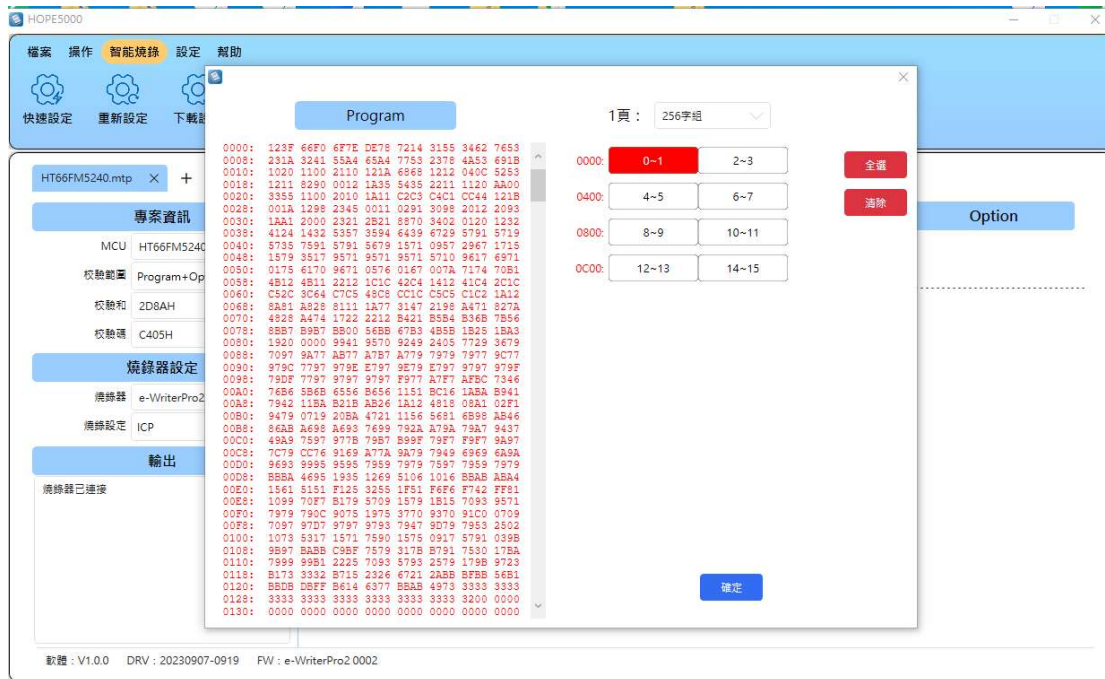 HOPE5000
檔案 操作 智能燒錄 設定 幫助
快速設定 重新設定 下載
HT66FM5240.mtp × +
專案資訊
MCU HT66FM5240
校驗範圍 Program+Op
校驗和 2D8AH
校驗碼 C405H
燒錄器設定
燒錄器 e-WriterPro2
燒錄設定 ICP
輸出
燒錄器已連接
Program
0000: 123F 66F0 6F7E DE78 7214 3155 3462 7653
0008: 231A 3241 55A4 65A4 7753 2378 4A53 691B
0010: 1020 1100 2110 121A 6868 1212 040C 5253
0018: 1211 8290 0012 1A35 5435 2211 1120 AA00
0020: 3355 1100 2010 1A11 C2C3 C4C1 CC44 121B
0028: 001A 1298 2345 0011 0291 3098 2012 2093
0030: 1AA1 2000 2321 2B21 8870 3402 0120 1232
0038: 4124 1432 5357 3594 6439 6729 5791 5719
0040: 5735 7591 5791 5679 1571 0957 2967 1715
0048: 1579 3517 9571 9571 9571 5710 9617 6971
0050: 0175 6170 9671 0576 0167 007A 7174 70B1
0058: 4B12 4B11 2212 1C1C 42C4 1412 41C4 2C1C
0060: C52C 3C64 C7C5 48C8 CC1C C5C5 C1C2 1A12
0068: 8A81 A828 8111 1A77 3147 2198 A471 827A
0070: 4828 A474 1722 2212 B421 B5B4 B36B 7B56
0078: 8BB7 B9B7 BB00 56BB 67B3 4B5B 1B25 1BA3
0080: 1920 0000 9941 9570 9249 2405 7729 3679
0088: 7097 9A77 AB77 A7B7 A779 7979 7977 9C77
0090: 979C 7797 979E E797 9E79 E797 9797 979F
0098: 79DF 7797 9797 9797 F977 A7F7 AFBC 7346
00A0: 76B6 5B6B 6556 B656 1151 BC16 1ABA B941
00A8: 7942 11BA B21B AB26 1A12 4818 08A1 02F1
00B0: 9479 0719 20BA 4721 1156 5681 6B98 AB46
00B8: 86AB A698 A693 7699 792A A79A 79A7 9437
00C0: 49A9 7597 977B 79B7 B99F 79F7 F9F7 9A97
00C8: 7C79 CC76 9169 A77A 9A79 7949 6969 6A9A
00D0: 9693 9995 9595 7959 7979 7597 7959 7979
00D8: BBBA 4695 1935 1269 5106 1016 BBAB ABA4
00E0: 1561 5151 F125 3255 1F51 F6F6 F742 FF81
00E8: 1099 70F7 B179 5709 1579 1B15 7093 9571
00F0: 7979 790C 9075 1975 3770 9370 91C0 0709
00F8: 7097 97D7 9797 9793 7947 9D79 7953 2502
0100: 1073 5317 1571 7590 1575 0917 5791 039B
0108: 9B97 BABB C9BF 7579 317B B791 7530 17BA
0110: 7999 99B1 2225 7093 5793 2579 179B 9723
0118: B173 3332 B715 2326 6721 2ABB BFBB 56B1
0120: BBDB DBFF B614 6377 BBAB 4973 3333 3333
0128: 3333 3333 3333 3333 3333 3333 3200 0000
0130: 0000 0000 0000 0000 0000 0000 0000 0000
1頁： 256字组
0000: 0~1 2~3
0400: 4~5 6~7
0800: 8~9 10~11
0C00: 12~13 14~15
全選
清除
確定
Option
軟體：V1.0.0 DRV：20230907-0919 FW：e-WriterPro2 0002